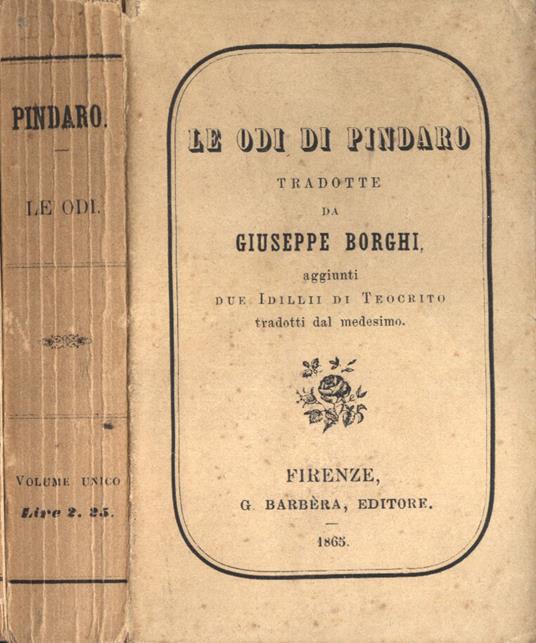 PINDARO.
LE ODI.
VOLUME UNICO
Lire 2. 25.
LE ODI DI PINDARO
TRADOTTE
DA
GIUSEPPE BORGHI,
aggiunti
DUE IDILLII DI TEOCRITO
tradotti dal medesimo.
FIRENZE,
G. BARBÈRA, EDITORE.
1865.